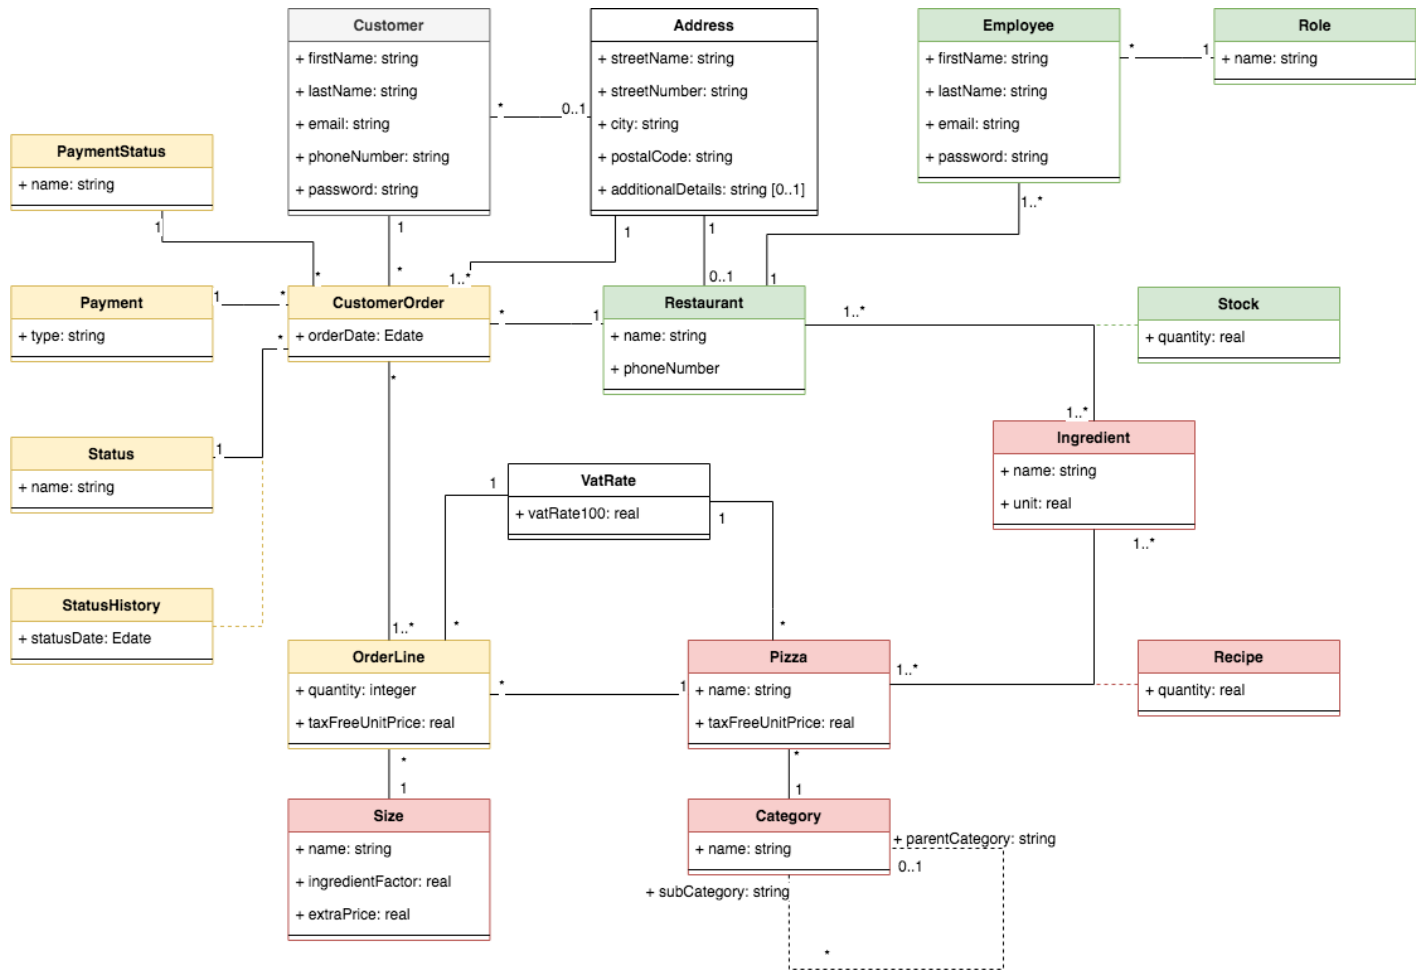 Customer
+ firstName: string
+ lastName: string
+ email: string
+ phoneNumber: string
+ password: string
Address
+ streetName: string
+ streetNumber: string
+ city: string
+ postalCode: string
+ additionalDetails: string [0..1]
Employee
+ firstName: string
+ lastName: string
+ email: string
+ password: string
Role
+ name: string
*
1
*
0..1
PaymentStatus
+ name: string
1
*
1
*
1
1..*
1
0..1
1..*
1
Payment
+ type: string
1
*
CustomerOrder
+ orderDate: Edate
*
1
Restaurant
+ name: string
+ phoneNumber
1..*
1..*
Stock
+ quantity: real
*
1
Status
+ name: string
*
1..*
VatRate
+ vatRate100: real
1
*
1
*
Ingredient
+ name: string
+ unit: real
1..*
1..*
StatusHistory
+ statusDate: Edate
OrderLine
+ quantity: integer
+ taxFreeUnitPrice: real
*
1
Pizza
+ name: string
+ taxFreeUnitPrice: real
Recipe
+ quantity: real
*
1
*
1
Size
+ name: string
+ ingredientFactor: real
+ extraPrice: real
Category
+ name: string
+ parentCategory: string
0..1
+ subCategory: string
*